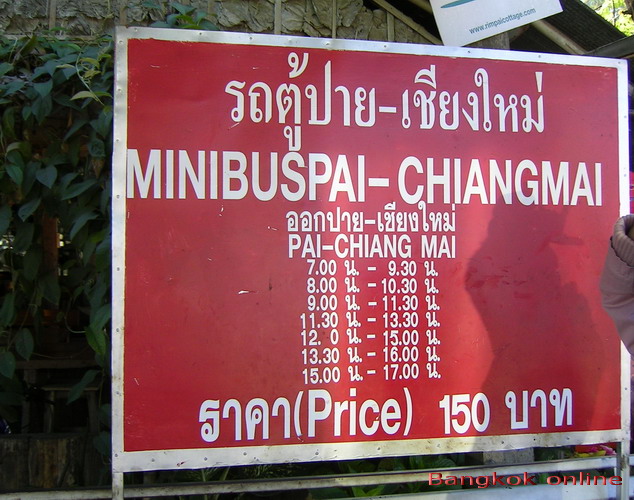 www.rimpaicottage.com
รถตู้ปาย-เชียงใหม่
MINIBUSPAI- CHIANGMAI
ออกปาย-เชียงใหม่
PAI-CHIANG MAI
7.00 น. - 9.30 น.
8.00 น. - 10.30 น.
9.00 น. - 11.30 น.
11.30 น. - 13.30 น.
12. 0 น. - 15.00 น.
13.30 น. - 16.00 น.
15.00 น. - 17.00 น.
ราคา(Price) 150 บาท
Bangkok online